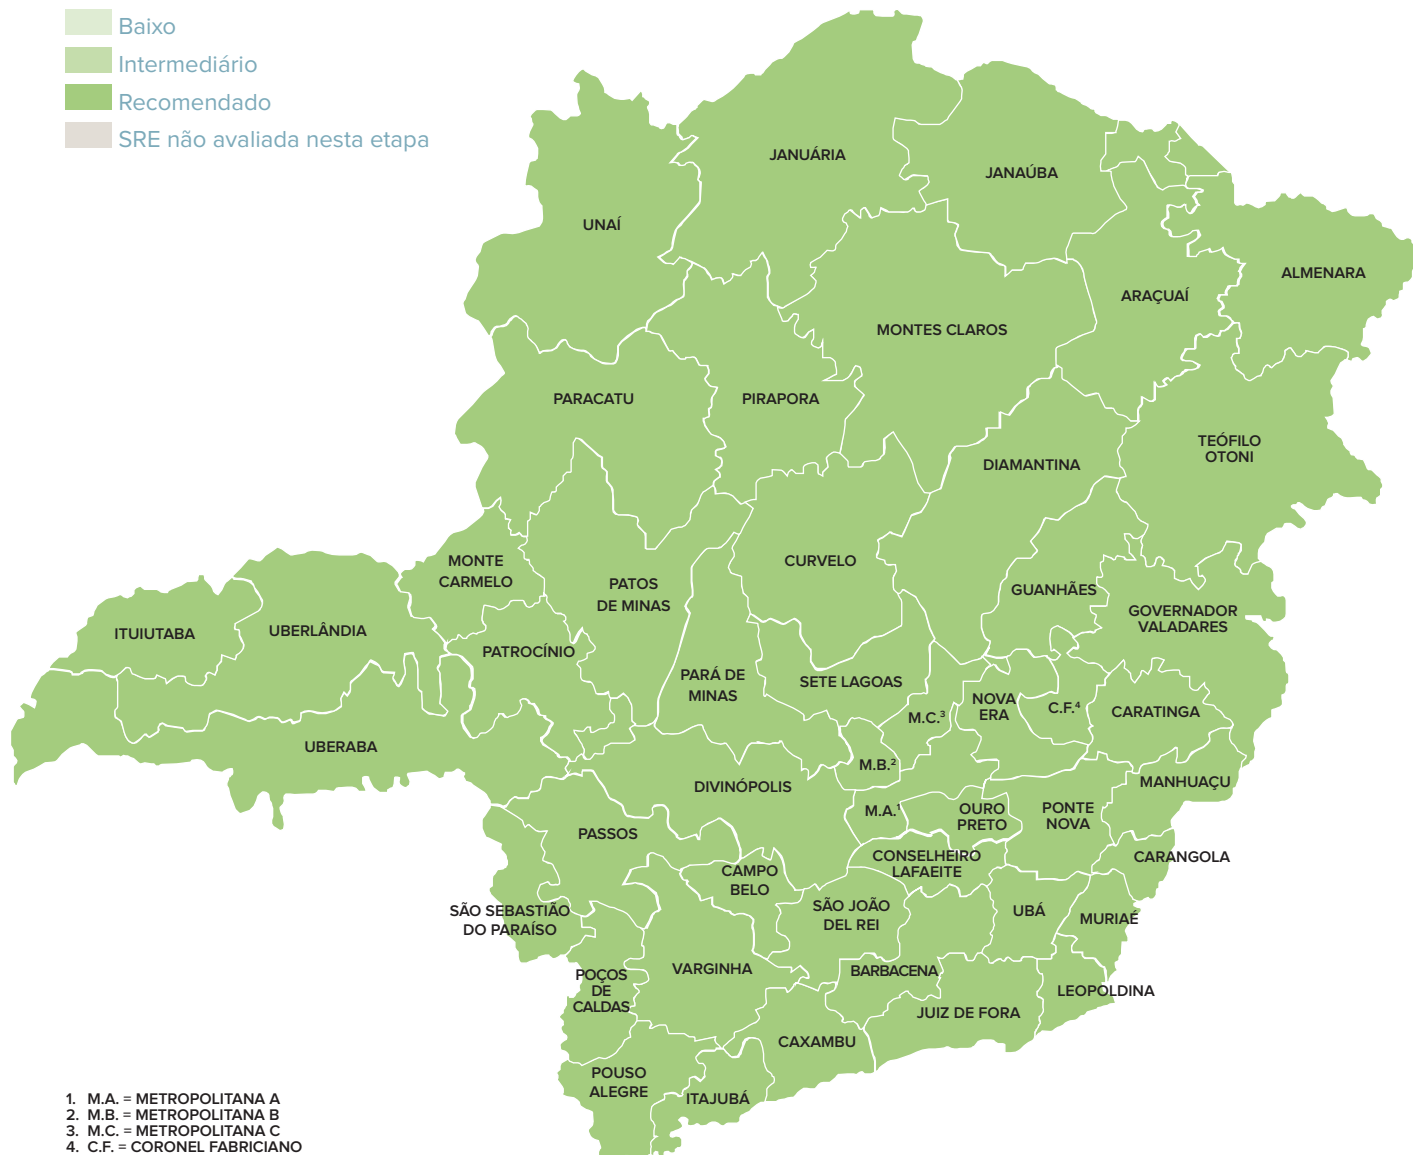 Baixo
Intermediário
Recomendado
SRE não avaliada nesta etapa
JANUÁRIA
JANAÚBA
UNAÍ
ALMENARA
ARAÇUAÍ
MONTES CLAROS
PARACATU
PIRAPORA
TEÓFILO
OTONI
DIAMANTINA
MONTE
CARMELO
CURVELO
PATOS
DE MINAS
GUANHÃES
GOVERNADOR
VALADARES
ITUIUTABA
UBERLÂNDIA
PATROCÍNIO
PARÁ DE
MINAS
SETE LAGOAS
NOVA
ERA
C.F.⁴
CARATINGA
M.C.³
UBERABA
M.B.²
DIVINÓPOLIS
MANHUAÇU
M.A.¹
OURO
PRETO
PONTE
NOVA
PASSOS
CONSELHEIRO
LAFAEITE
CARANGOLA
CAMPO
BELO
SÃO SEBASTIÃO
DO PARAÍSO
SÃO JOÃO
DEL REI
UBÁ
MURIAÉ
VARGINHA
BARBACENA
POÇOS
DE
CALDAS
LEOPOLDINA
JUIZ DE FORA
CAXAMBU
POUSO
ALEGRE
ITAJUBÁ
1. M.A. = METROPOLITANA A
2. M.B. = METROPOLITANA B
3. M.C. = METROPOLITANA C
4. C.F. = CORONEL FABRICIANO